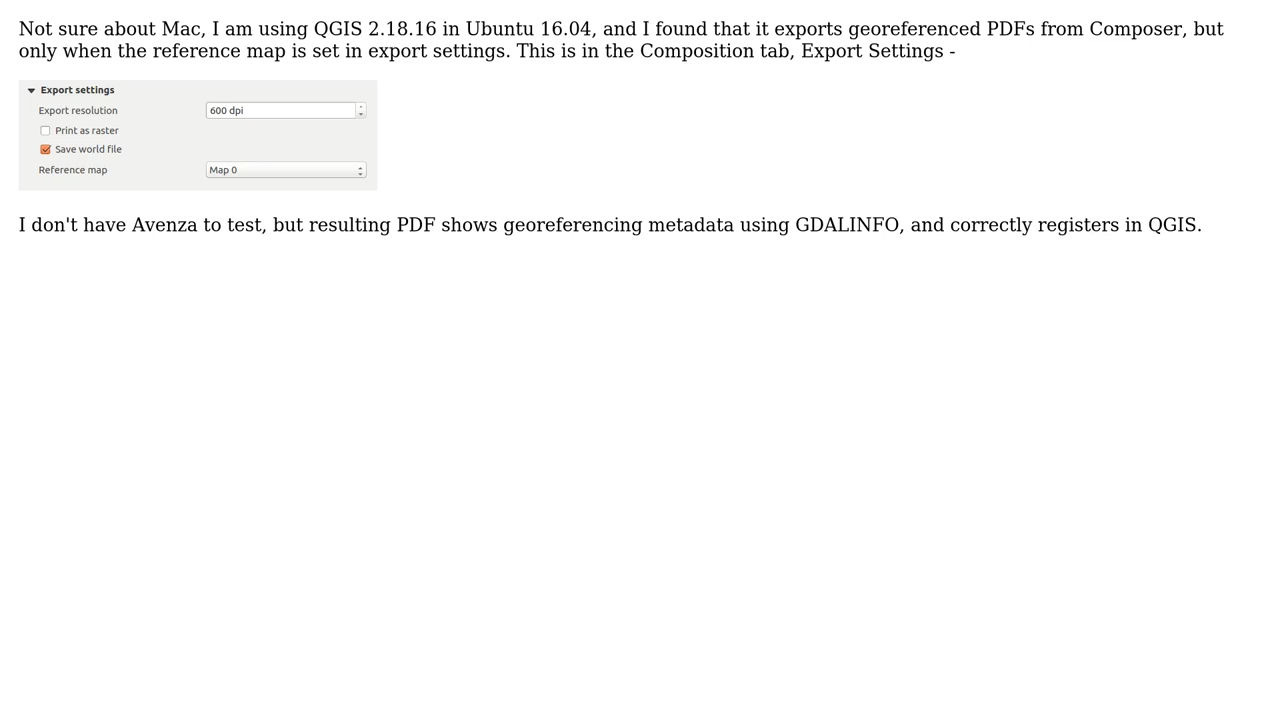 Not sure about Mac, I am using QGIS 2.18.16 in Ubuntu 16.04, and I found that it exports georeferenced PDFs from Composer, but
only when the reference map is set in export settings. This is in the Composition tab, Export Settings -
Export settings
Export resolution 600 dpi
Print as raster
Save world file
Reference map Map 0
I don't have Avenza to test, but resulting PDF shows georeferencing metadata using GDALINFO, and correctly registers in QGIS.